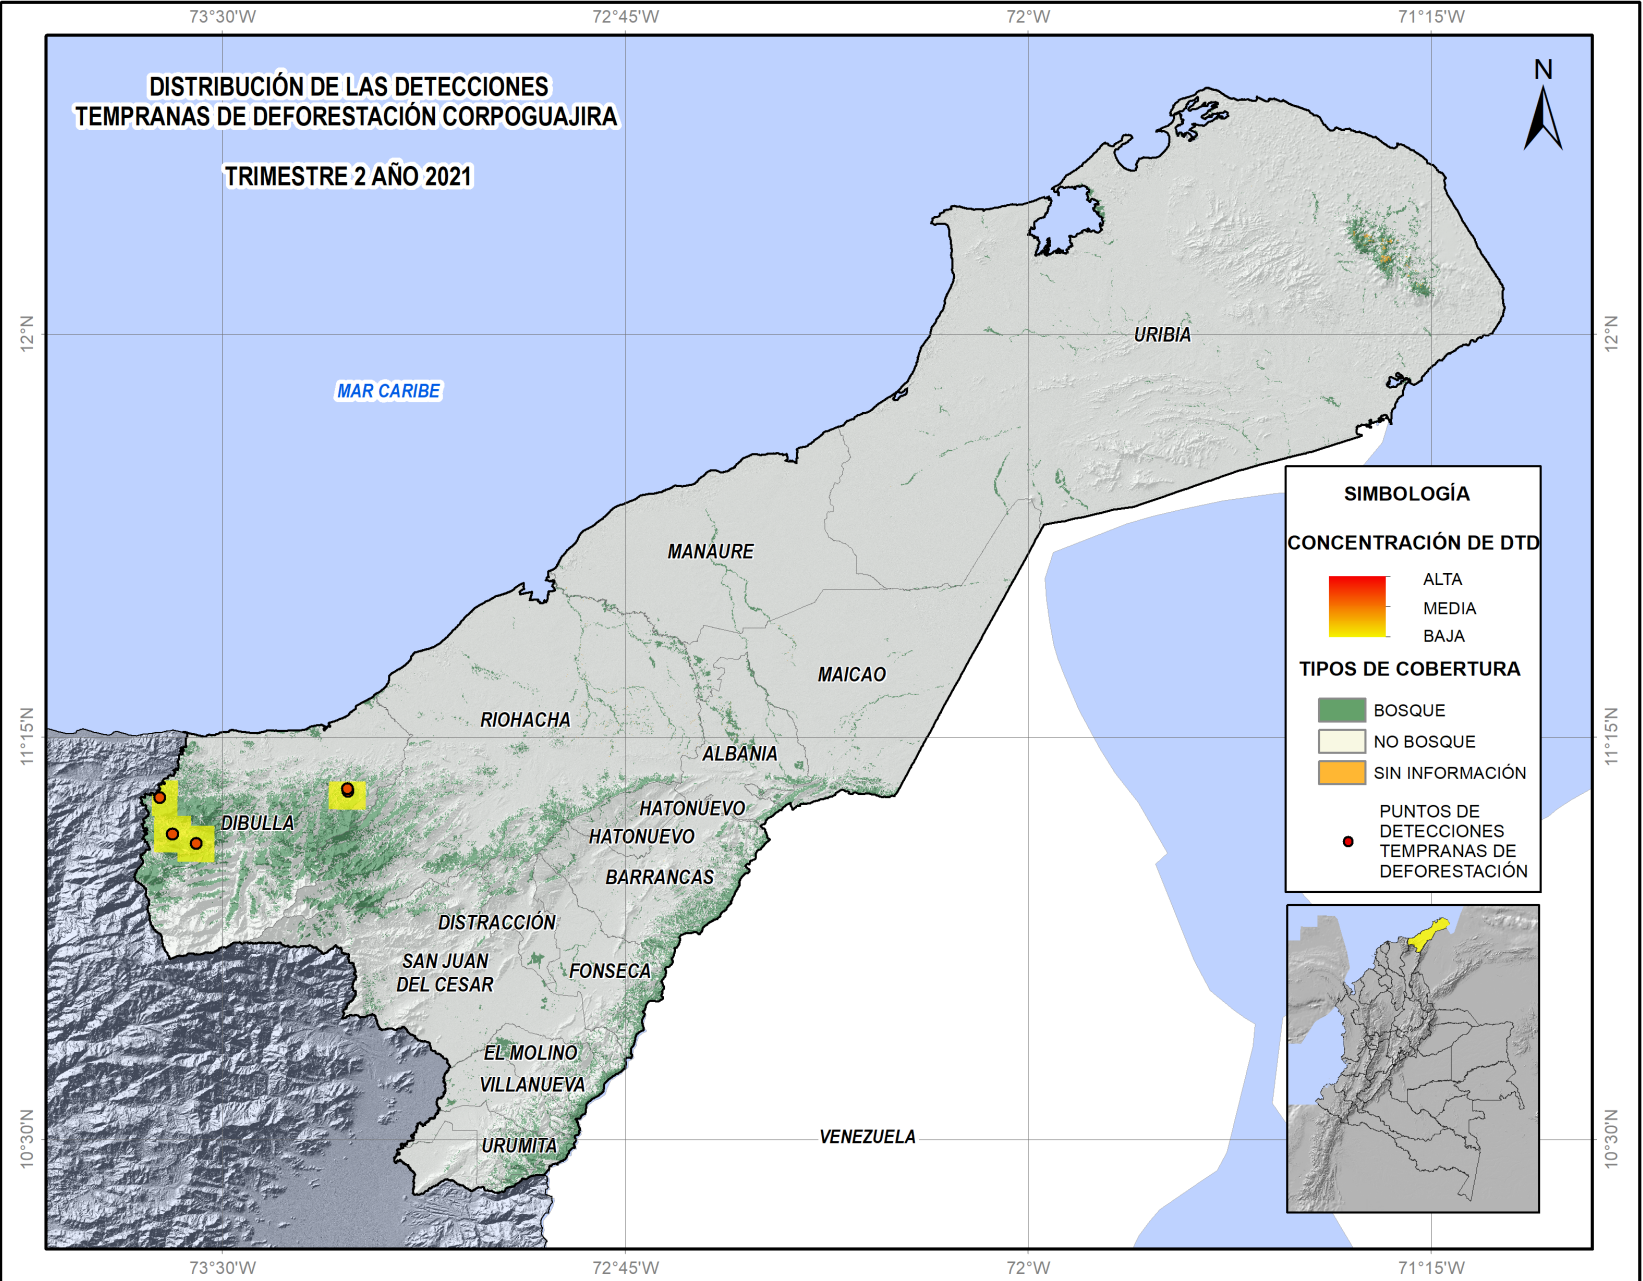 73°30'W
72°45'W
72°W
71°15'W
DISTRIBUCIÓN DE LAS DETECCIONES
TEMPRANAS DE DEFORESTACIÓN CORPOGUAJIRA
TRIMESTRE 2 AÑO 2021
N
12°N
12°N
URIBIA
MAR CARIBE
SIMBOLOGÍA
CONCENTRACIÓN DE DTD
ALTA
MEDIA
BAJA
TIPOS DE COBERTURA
BOSQUE
NO BOSQUE
SIN INFORMACIÓN
PUNTOS DE
DETECCIONES
TEMPRANAS DE
DEFORESTACIÓN
MANAURE
MAICAO
RIOHACHA
11°15'N
11°15'N
ALBANIA
HATONUEVO
DIBULLA
HATONUEVO
BARRANCAS
DISTRACCIÓN
SAN JUAN
DEL CESAR
FONSECA
EL MOLINO
VILLANUEVA
URUMITA
VENEZUELA
10°30'N
10°30'N
73°30'W
72°45'W
72°W
71°15'W